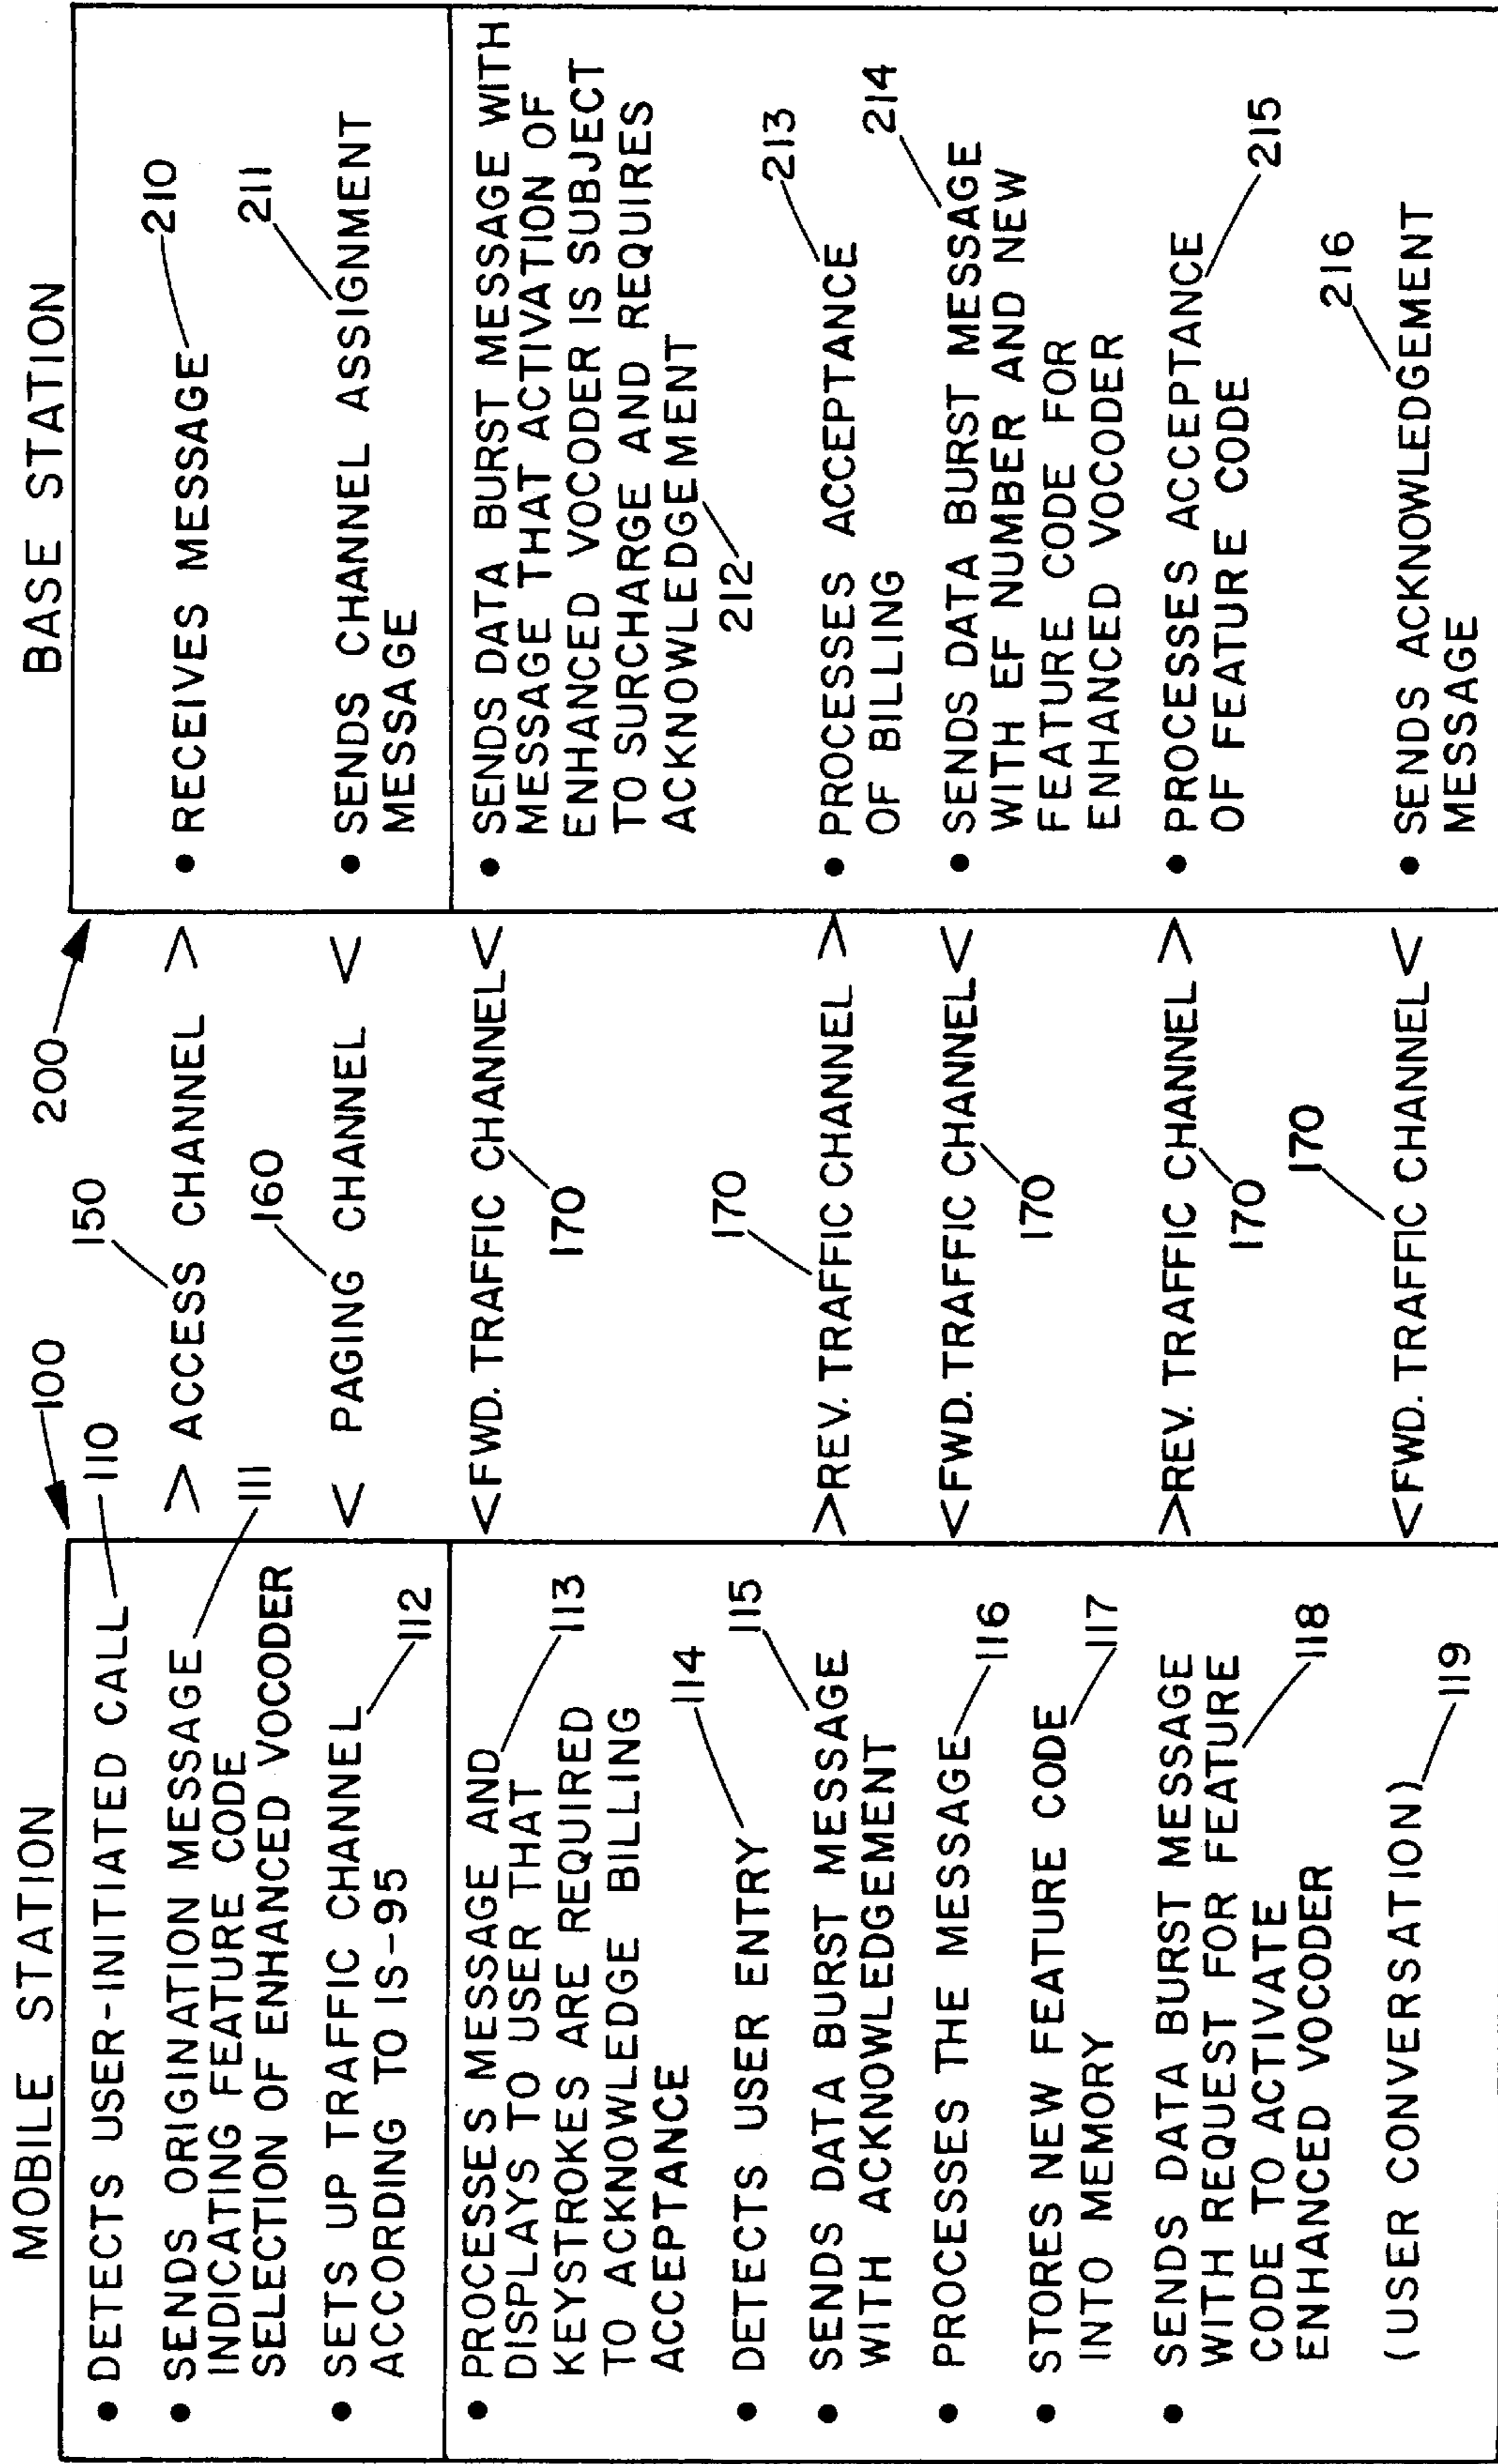 MOBILE STATION
100
• DETECTS USER-INITIATED CALL
110
• SENDS ORIGINATION MESSAGE
INDICATING FEATURE CODE
SELECTION OF ENHANCED VOCODER
111
• SETS UP TRAFFIC CHANNEL
ACCORDING TO IS-95
112
• PROCESSES MESSAGE AND
DISPLAYS TO USER THAT
KEYSTROKES ARE REQUIRED
TO ACKNOWLEDGE BILLING
ACCEPTANCE
113
• DETECTS USER ENTRY
114
• SENDS DATA BURST MESSAGE
WITH ACKNOWLEDGEMENT
115
• PROCESSES THE MESSAGE
116
• STORES NEW FEATURE CODE
INTO MEMORY
117
• SENDS DATA BURST MESSAGE
WITH REQUEST FOR FEATURE
CODE TO ACTIVATE
ENHANCED VOCODER
118
(USER CONVERSATION)
119
150
> ACCESS CHANNEL >
160
< PAGING CHANNEL <
<FWD. TRAFFIC CHANNEL<
170
170
>REV. TRAFFIC CHANNEL >
<FWD. TRAFFIC CHANNEL<
170
>REV. TRAFFIC CHANNEL >
170
170
<FWD. TRAFFIC CHANNEL<
BASE STATION
200
• RECEIVES MESSAGE
210
• SENDS CHANNEL ASSIGNMENT
MESSAGE
211
• SENDS DATA BURST MESSAGE WITH
MESSAGE THAT ACTIVATION OF
ENHANCED VOCODER IS SUBJECT
TO SURCHARGE AND REQUIRES
ACKNOWLEDGEMENT
212
• PROCESSES ACCEPTANCE
OF BILLING
213
• SENDS DATA BURST MESSAGE
WITH EF NUMBER AND NEW
FEATURE CODE FOR
ENHANCED VOCODER
214
• PROCESSES ACCEPTANCE
OF FEATURE CODE
215
• SENDS ACKNOWLEDGEMENT
MESSAGE
216